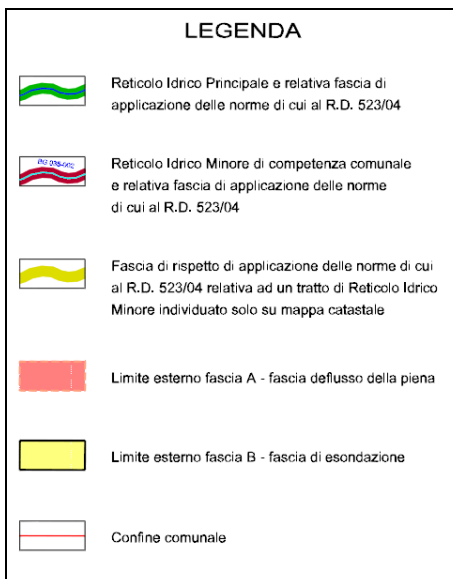 LEGENDA
Reticolo Idrico Principale e relativa fascia di
applicazione delle norme di cui al R.D. 523/04
BG 035-002
Reticolo Idrico Minore di competenza comunale
e relativa fascia di applicazione delle norme
di cui al R.D. 523/04
Fascia di rispetto di applicazione delle norme di cui
al R.D. 523/04 relativa ad un tratto di Reticolo Idrico
Minore individuato solo su mappa catastale
Limite esterno fascia A - fascia deflusso della piena
Limite esterno fascia B - fascia di esondazione
Confine comunale